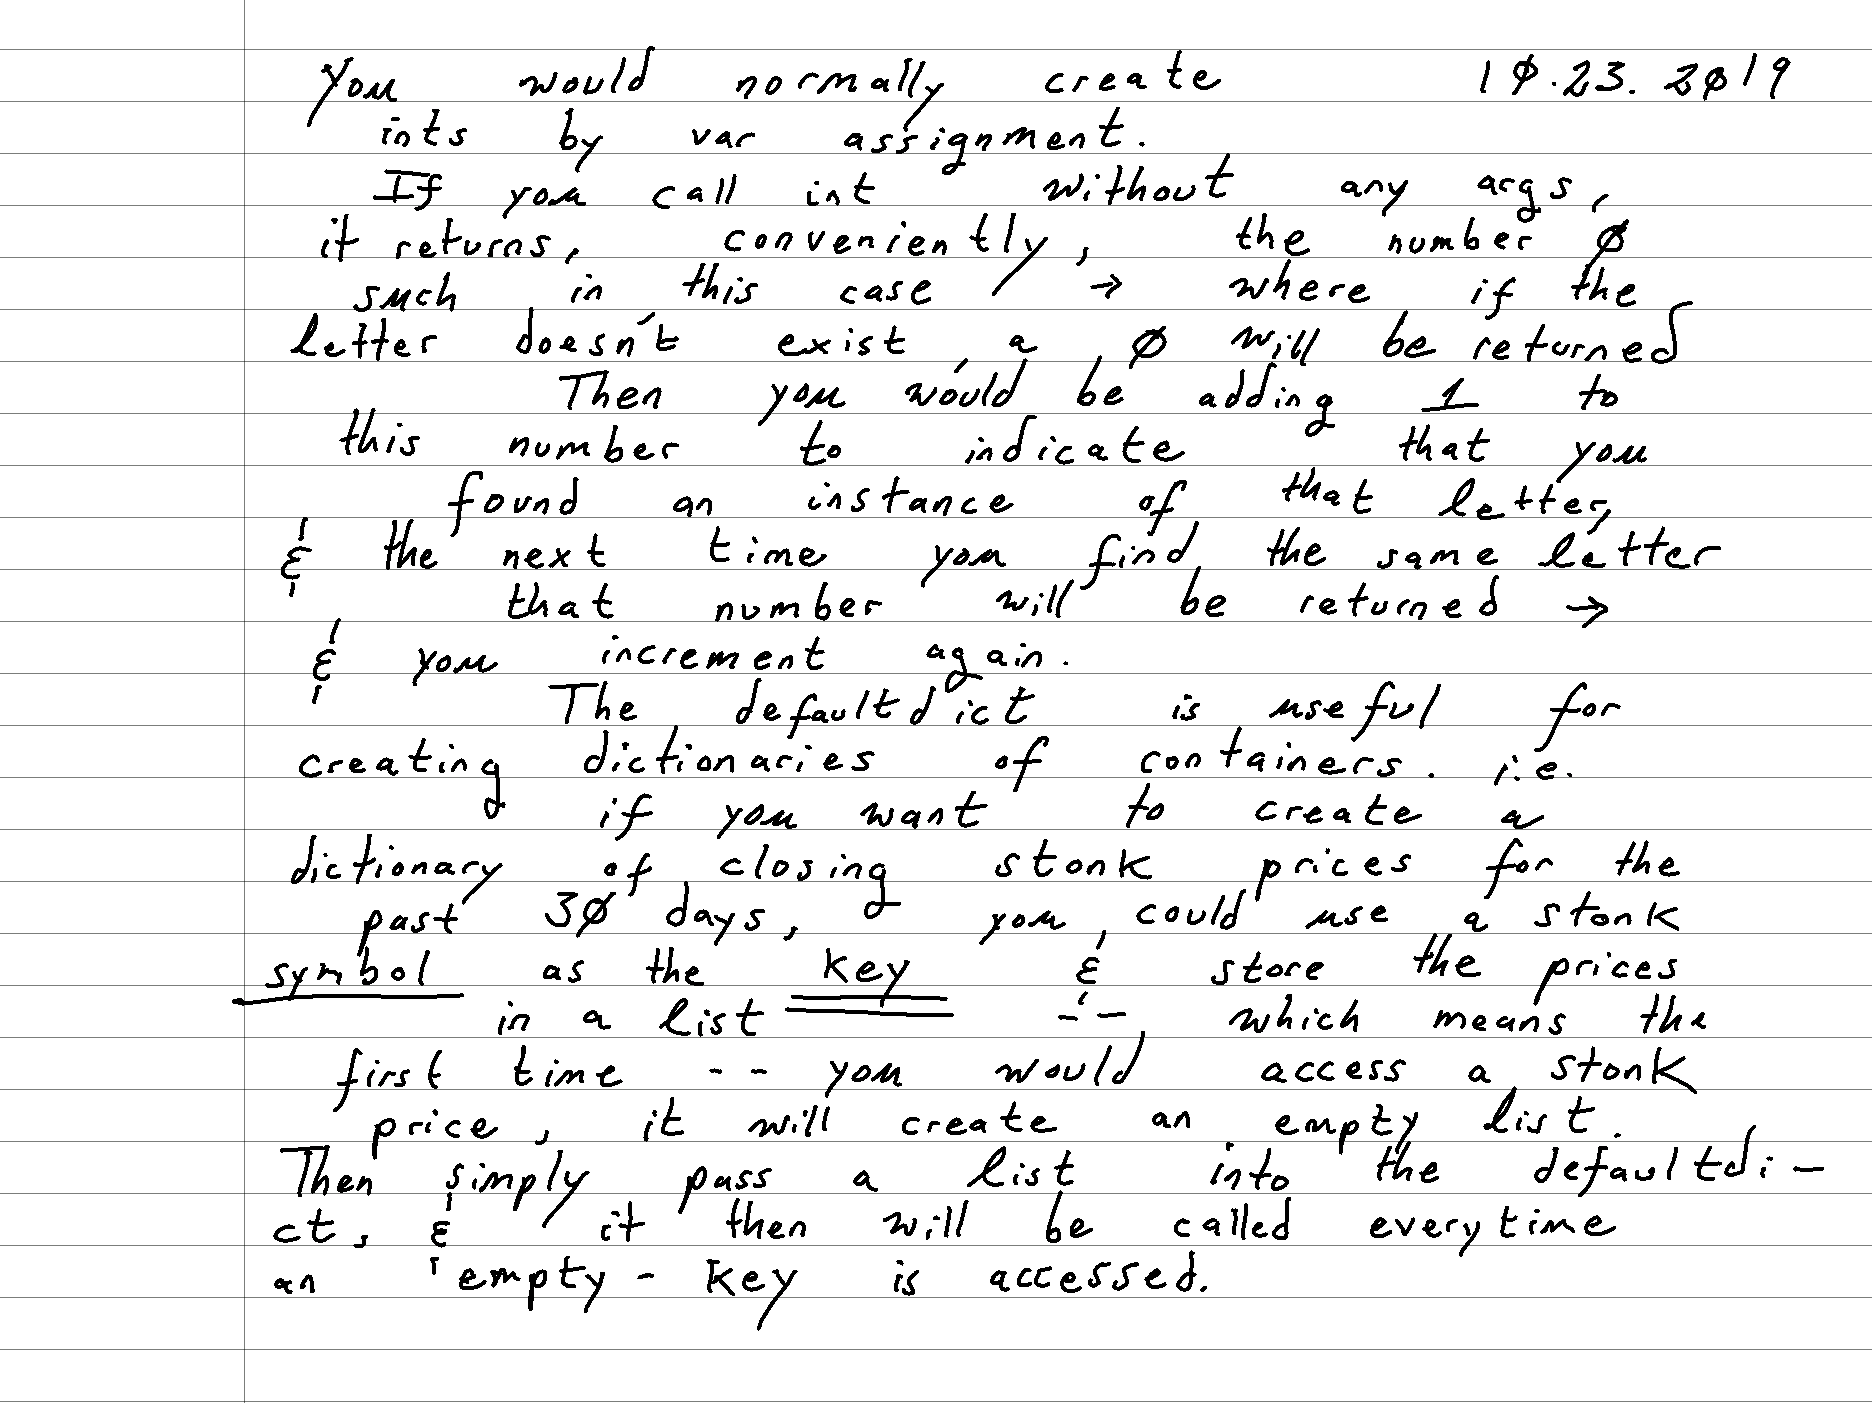 You would normally create 10.23.2019
ints by var assignment.
If you call int without any args,
it returns, conveniently, the number 0
such in this case → where if the
letter doesn't exist, a 0 will be returned
Then you would be adding 1 to
this number to indicate that you
found an instance of that letter,
& the next time you find the same letter
that number will be returned →
& you increment again.
The defaultdict is useful for
creating dictionaries of containers. i.e.
if you want to create a
dictionary of closing stonk prices for the
past 30 days, you could use a stonk
symbol as the key & store the prices
in a list -- which means the
first time -- you would access a stonk
price, it will create an empty list.
Then simply pass a list into the defaultdi-
ct, & it then will be called everytime
an empty-key is accessed.